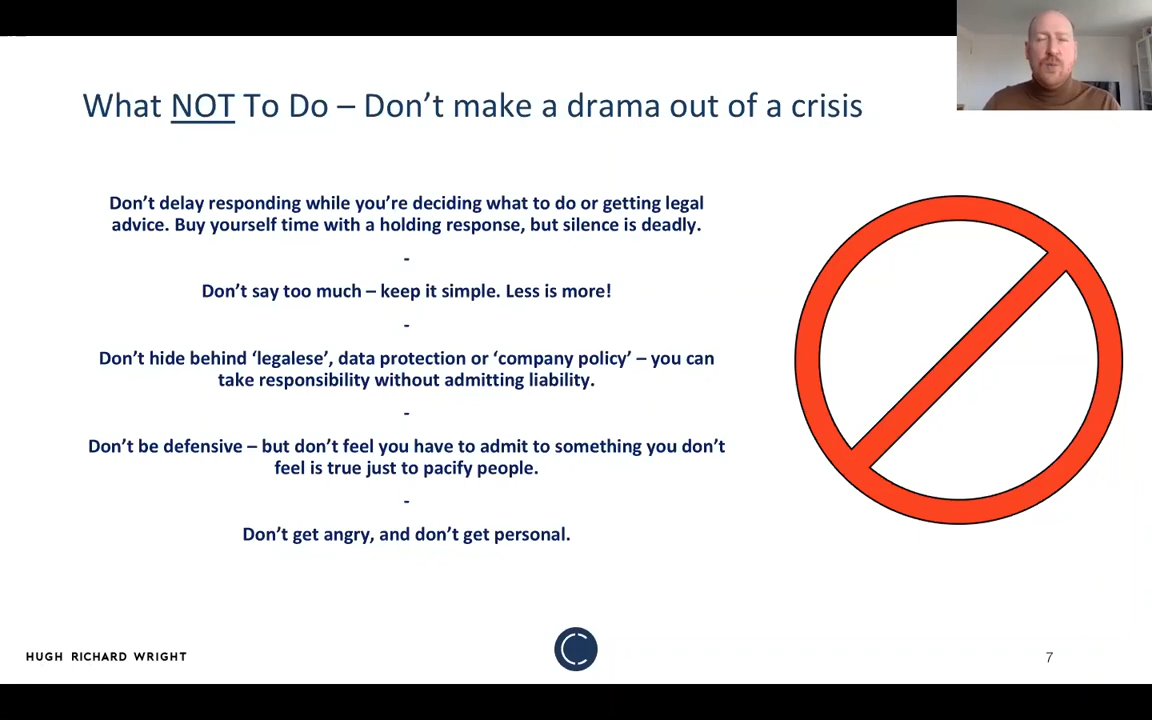 What NOT To Do – Don't make a drama out of a crisis
Don't delay responding while you're deciding what to do or getting legal
advice. Buy yourself time with a holding response, but silence is deadly.
-
Don't say too much – keep it simple. Less is more!
-
Don't hide behind 'legalese', data protection or 'company policy' – you can
take responsibility without admitting liability.
-
Don't be defensive – but don't feel you have to admit to something you don't
feel is true just to pacify people.
-
Don't get angry, and don't get personal.
HUGH RICHARD WRIGHT
7